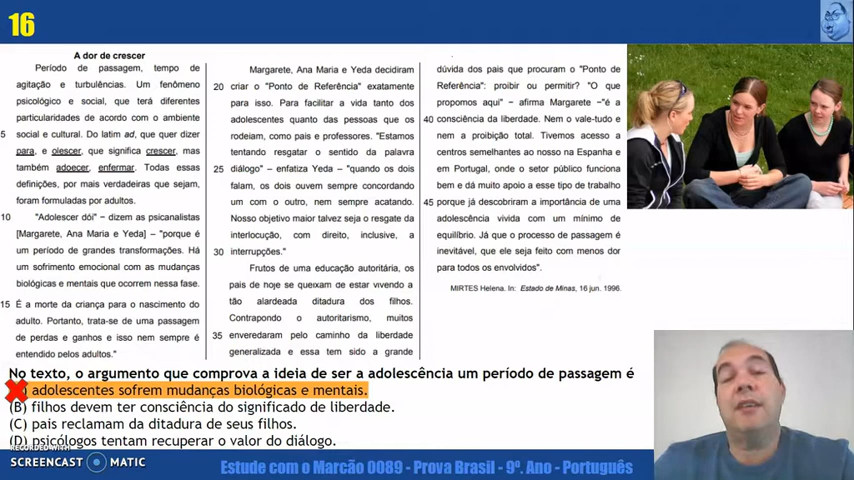 16
A dor de crescer
Período de passagem, tempo de
agitação e turbulências. Um fenômeno
psicológico e social, que terá diferentes
particularidades de acordo com o ambiente
5 social e cultural. Do latim ad, que quer dizer
para, e olescer, que significa crescer, mas
também adoecer, enfermar. Todas essas
definições, por mais verdadeiras que sejam,
foram formuladas por adultos.
10 "Adolescer dói" − dizem as psicanalistas
[Margarete, Ana Maria e Yeda] − "porque é
um período de grandes transformações. Há
um sofrimento emocional com as mudanças
biológicas e mentais que ocorrem nessa fase.
15 É a morte da criança para o nascimento do
adulto. Portanto, trata-se de uma passagem
de perdas e ganhos e isso nem sempre é
entendido pelos adultos."
Margarete, Ana Maria e Yeda decidiram
20 criar o "Ponto de Referência" exatamente
para isso. Para facilitar a vida tanto dos
adolescentes quanto das pessoas que os
rodeiam, como pais e professores. "Estamos
tentando resgatar o sentido da palavra
25 diálogo" − enfatiza Yeda − "quando os dois
falam, os dois ouvem sempre concordando
um com o outro, nem sempre acatando.
Nosso objetivo maior talvez seja o resgate da
interlocução, com direito, inclusive, a
30 interrupções."
Frutos de uma educação autoritária, os
pais de hoje se queixam de estar vivendo a
tão alardeada ditadura dos filhos.
Contrapondo o autoritarismo, muitos
35 enveredaram pelo caminho da liberdade
generalizada e essa tem sido a grande
dúvida dos pais que procuram o "Ponto de
Referência": proibir ou permitir? "O que
propomos aqui" − afirma Margarete −"é a
40 consciência da liberdade. Nem o vale-tudo e
nem a proibição total. Tivemos acesso a
centros semelhantes ao nosso na Espanha e
em Portugal, onde o setor público funciona
bem e dá muito apoio a esse tipo de trabalho
45 porque já descobriram a importância de uma
adolescência vivida com um mínimo de
equilíbrio. Já que o processo de passagem é
inevitável, que ele seja feito com menos dor
para todos os envolvidos".
MIRTES Helena. In: Estado de Minas, 16 jun. 1996.
No texto, o argumento que comprova a ideia de ser a adolescência um período de passagem é
adolescentes sofrem mudanças biológicas e mentais.
(B) filhos devem ter consciência do significado de liberdade.
(C) pais reclamam da ditadura de seus filhos.
(D) psicólogos tentam recuperar o valor do diálogo.
RECORDED WITH
SCREENCAST MATIC
Estude com o Marcão 0089 - Prova Brasil - 9º. Ano - Português